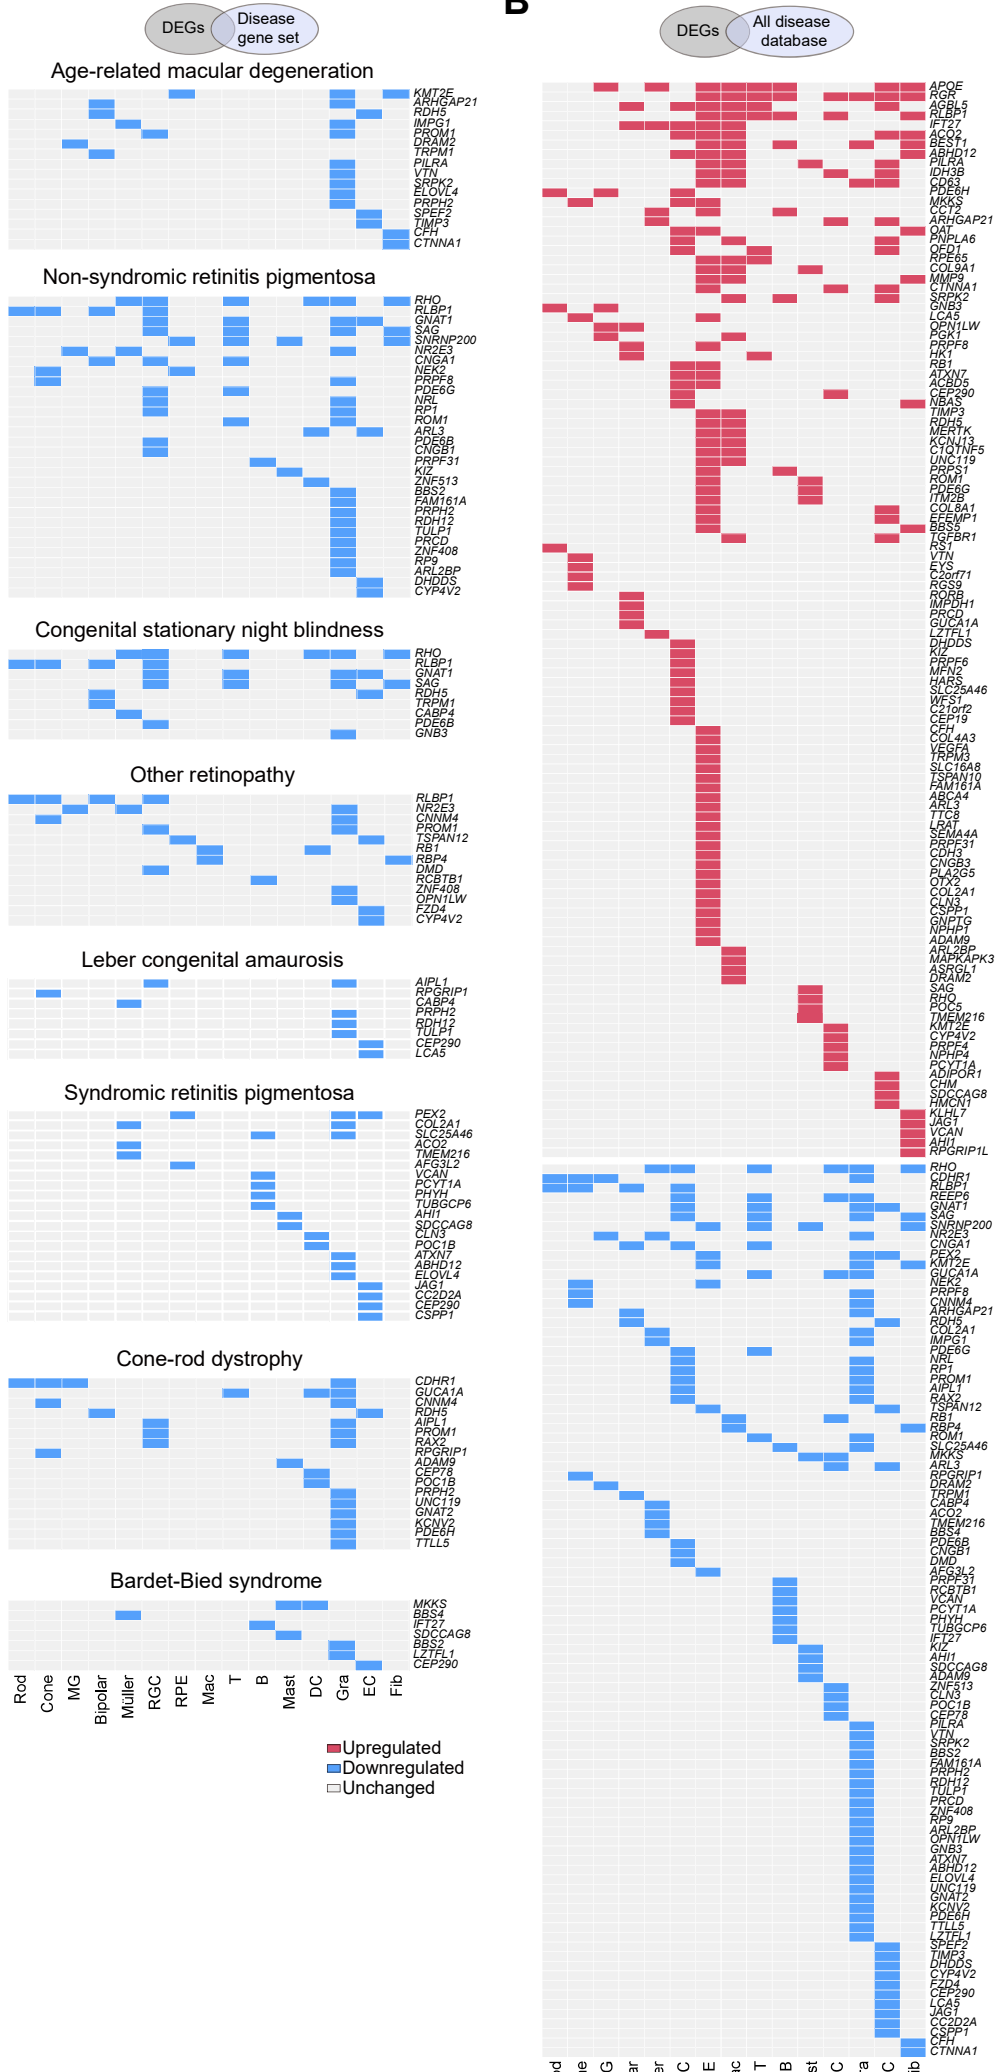 DEGs
Disease
gene set
Age-related macular degeneration
KMT2E
ARHGAP21
RDH5
IMPG1
PROM1
DRAM2
TRPM1
PILRA
VTN
SRPK2
ELOVL4
PRPH2
SPEF2
TIMP3
CFH
CTNNA1
Non-syndromic retinitis pigmentosa
RHO
RLBP1
GNAT1
SAG
SNRNP200
NR2E3
CNGA1
NEK2
PRPF8
PDE6G
NRL
RP1
ROM1
ARL3
PDE6B
CNGB1
PRPF31
KIZ
ZNF513
BBS2
FAM161A
PRPH2
RDH12
TULP1
PRCD
ZNF408
RP9
ARL2BP
DHDDS
CYP4V2
Congenital stationary night blindness
RHO
RLBP1
GNAT1
SAG
RDH5
TRPM1
CABP4
PDE6B
GNB3
Other retinopathy
RLBP1
NR2E3
CNNM4
PROM1
TSPAN12
RB1
RBP4
DMD
RCBTB1
ZNF408
OPN1LW
FZD4
CYP4V2
Leber congenital amaurosis
AIPL1
RPGRIP1
CABP4
PRPH2
RDH12
TULP1
CEP290
LCA5
Syndromic retinitis pigmentosa
PEX2
COL2A1
SLC25A46
ACO2
TMEM216
AFG3L2
VCAN
PCYT1A
PHYH
TUBGCP6
AHI1
SDCCAG8
CLN3
POC1B
ATXN7
ABHD12
ELOVL4
JAG1
CC2D2A
CEP290
CSPP1
Cone-rod dystrophy
CDHR1
GUCA1A
CNNM4
RDH5
AIPL1
PROM1
RAX2
RPGRIP1
ADAM9
CEP78
POC1B
PRPH2
UNC119
GNAT2
KCNV2
PDE6H
TTLL5
Bardet-Bied syndrome
MKKS
BBS4
IFT27
SDCCAG8
BBS2
LZTFL1
CEP290
Rod Cone MG Bipolar Müller RGC RPE Mac T B Mast DC Gra EC Fib
Upregulated
Downregulated
Unchanged
B
DEGs
All disease
database
APOE
RGR
AGBL5
RLBP1
IFT27
ACO2
BEST1
ABHD12
PILRA
IDH3B
CD63
PDE6H
MKKS
CCT2
ARHGAP21
OAT
PNPLA6
OFD1
RPE65
COL9A1
MMP9
CTNNA1
SRPK2
GNB3
LCA5
OPN1LW
PGK1
PRPF8
HK1
RB1
ATXN7
ACBD5
CEP290
NBAS
TIMP3
RDH5
MERTK
KCNJ13
C1QTNF5
UNC119
PRPS1
ROM1
PDE6G
ITM2B
COL8A1
EFEMP1
BBS5
TGFBR1
RS1
VTN
EYS
C2orf71
RGS9
RORB
IMPDH1
PRCD
GUCA1A
LZTFL1
DHDDS
KIZ
PRPF6
MFN2
HARS
SLC25A46
WFS1
C21orf2
CEP19
CFH
COL4A3
VEGFA
TRPM3
SLC16A8
TSPAN10
FAM161A
ABCA4
ARL3
TTC8
LRAT
SEMA4A
PRPF31
CDH3
CNGB3
PLA2G5
OTX2
COL2A1
CLN3
CSPP1
GNPTG
NPHP1
ADAM9
ARL2BP
MAPKAPK3
ASRGL1
DRAM2
SAG
RHO
POC5
TMEM216
KMT2E
CYP4V2
PRPF4
NPHP4
PCYT1A
ADIPOR1
CHM
SDCCAG8
HMCN1
KLHL7
JAG1
VCAN
AHI1
RPGRIP1L
RHO
CDHR1
RLBP1
REEP6
GNAT1
SAG
SNRNP200
NR2E3
CNGA1
PEX2
KMT2E
GUCA1A
NEK2
PRPF8
CNNM4
ARHGAP21
RDH5
COL2A1
IMPG1
PDE6G
NRL
RP1
PROM1
AIPL1
RAX2
TSPAN12
RB1
RBP4
ROM1
SLC25A46
MKKS
ARL3
RPGRIP1
DRAM2
TRPM1
CABP4
ACO2
TMEM216
BBS4
PDE6B
CNGB1
DMD
AFG3L2
PRPF31
RCBTB1
VCAN
PCYT1A
PHYH
TUBGCP6
IFT27
KIZ
AHI1
SDCCAG8
ADAM9
ZNF513
CLN3
POC1B
CEP78
PILRA
VTN
SRPK2
BBS2
FAM161A
PRPH2
RDH12
TULP1
PRCD
ZNF408
RP9
ARL2BP
OPN1LW
GNB3
ATXN7
ABHD12
ELOVL4
UNC119
GNAT2
KCNV2
PDE6H
TTLL5
LZTFL1
SPEF2
TIMP3
DHDDS
CYP4V2
FZD4
CEP290
LCA5
JAG1
CC2D2A
CSPP1
CFH
CTNNA1